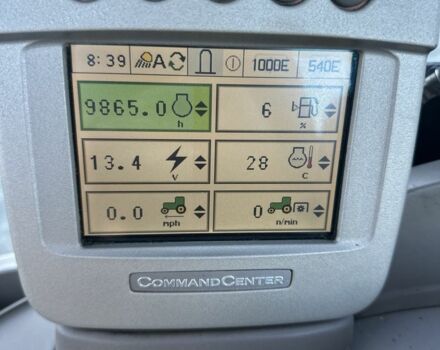 8:39 A 1000E 540E
9865.0 h 6 %
13.4 V 28 C
0.0 mph 0 n/min
COMMANDCENTER